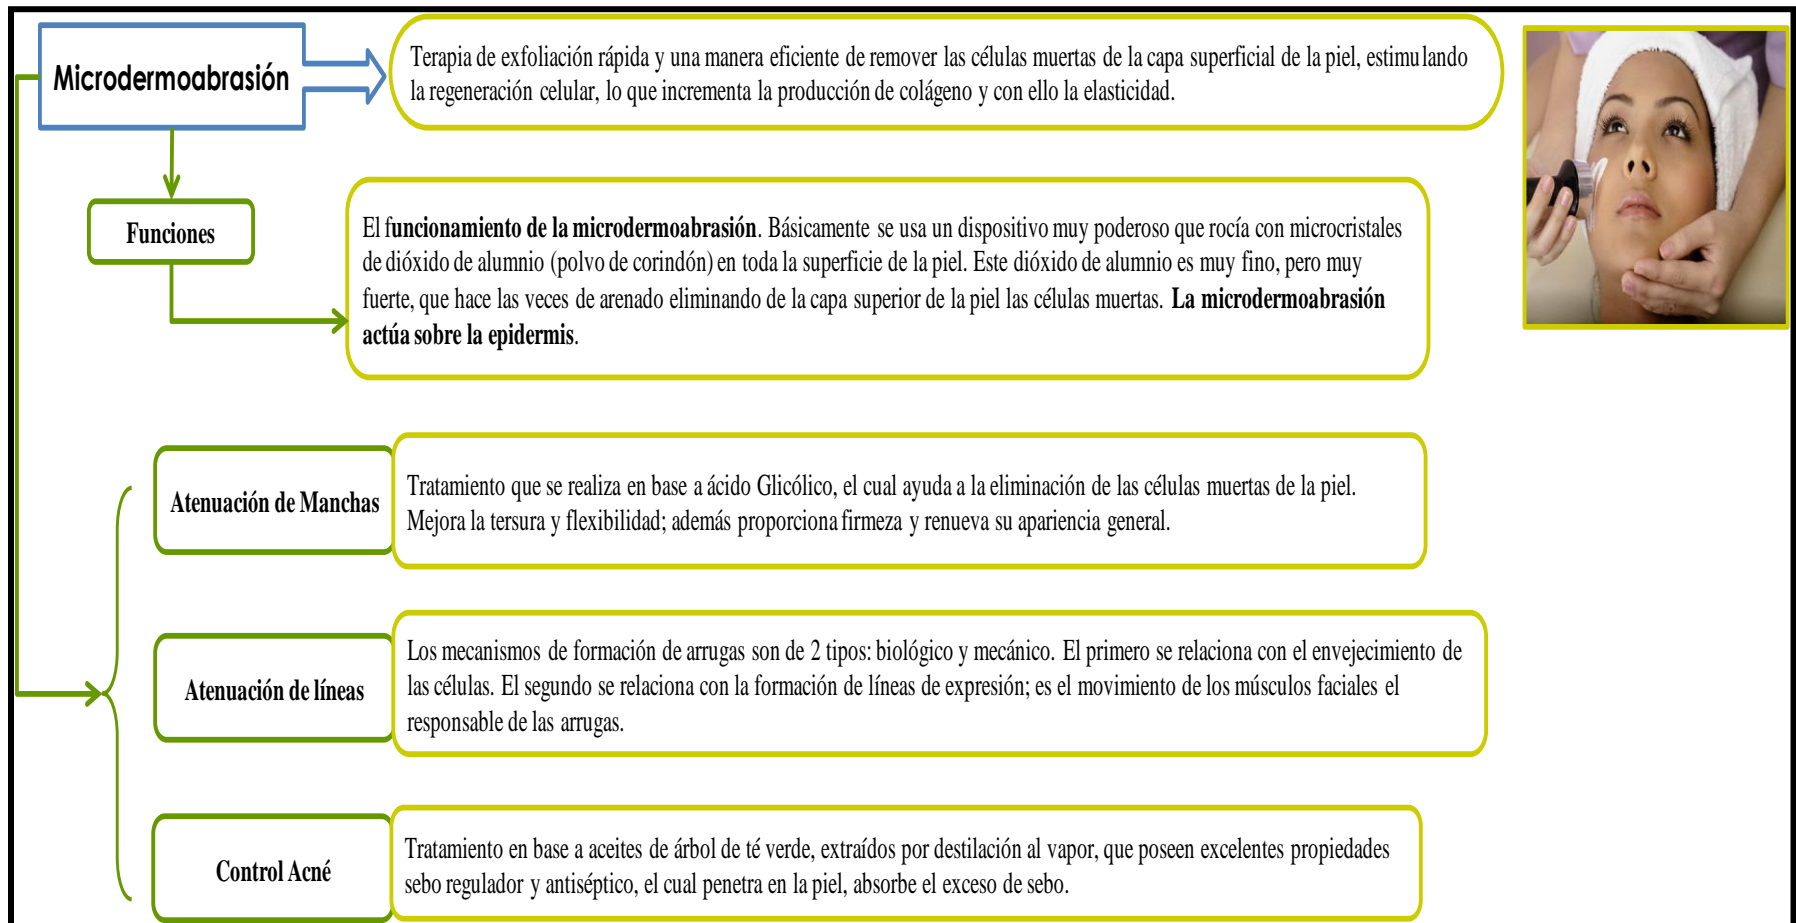 Microdermoabrasión
Terapia de exfoliación rápida y una manera eficiente de remover las células muertas de la capa superficial de la piel, estimulando
la regeneración celular, lo que incrementa la producción de colágeno y con ello la elasticidad.
Funciones
El funcionamiento de la microdermoabrasión. Básicamente se usa un dispositivo muy poderoso que rocía con microcristales
de dióxido de alumnio (polvo de corindón) en toda la superficie de la piel. Este dióxido de alumnio es muy fino, pero muy
fuerte, que hace las veces de arenado eliminando de la capa superior de la piel las células muertas. La microdermoabrasión
actúa sobre la epidermis.
Atenuación de Manchas
Tratamiento que se realiza en base a ácido Glicólico, el cual ayuda a la eliminación de las células muertas de la piel.
Mejora la tersura y flexibilidad; además proporciona firmeza y renueva su apariencia general.
Atenuación de líneas
Los mecanismos de formación de arrugas son de 2 tipos: biológico y mecánico. El primero se relaciona con el envejecimiento de
las células. El segundo se relaciona con la formación de líneas de expresión; es el movimiento de los músculos faciales el
responsable de las arrugas.
Control Acné
Tratamiento en base a aceites de árbol de té verde, extraídos por destilación al vapor, que poseen excelentes propiedades
sebo regulador y antiséptico, el cual penetra en la piel, absorbe el exceso de sebo.